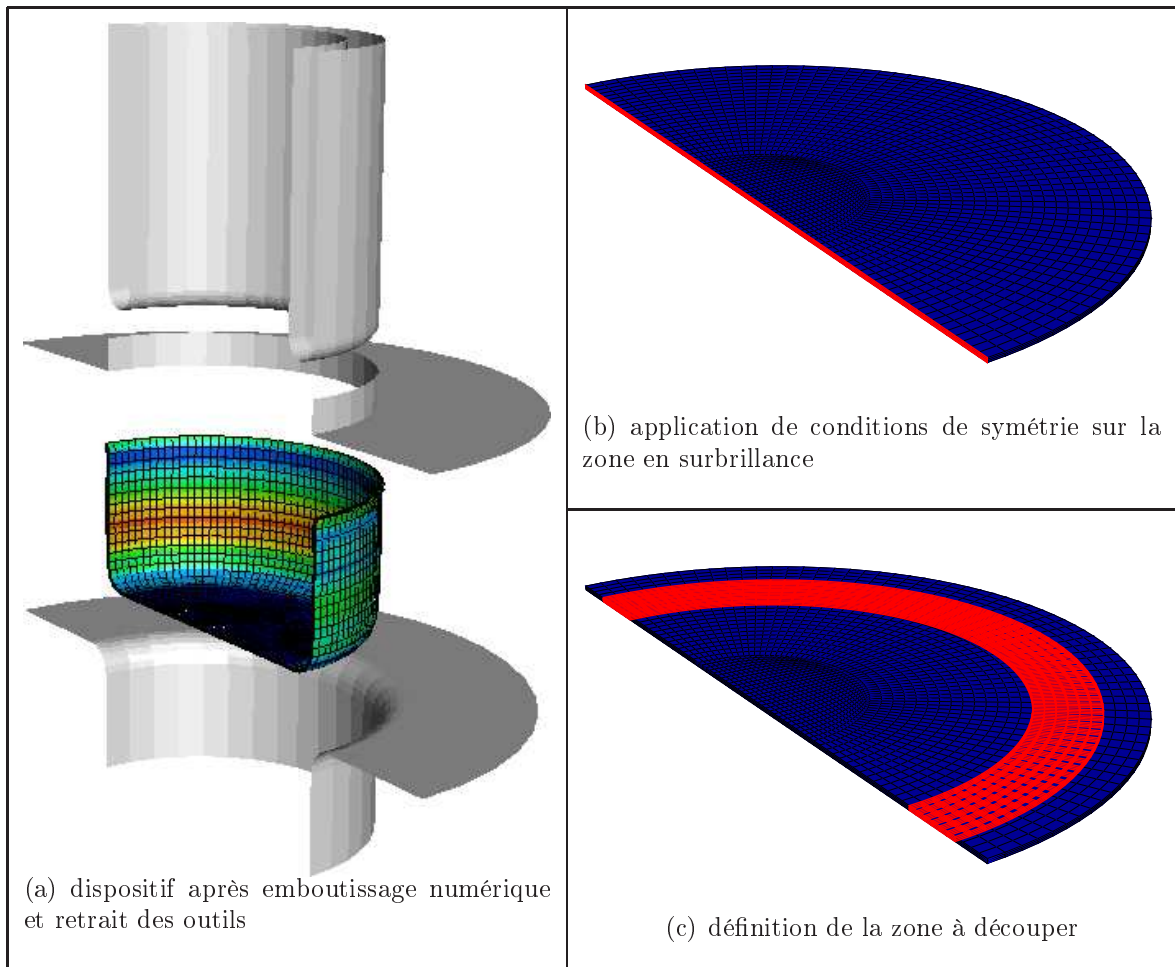 (a) dispositif après emboutissage numérique
et retrait des outils
(b) application de conditions de symétrie sur la
zone en surbrillance
(c) définition de la zone à découper